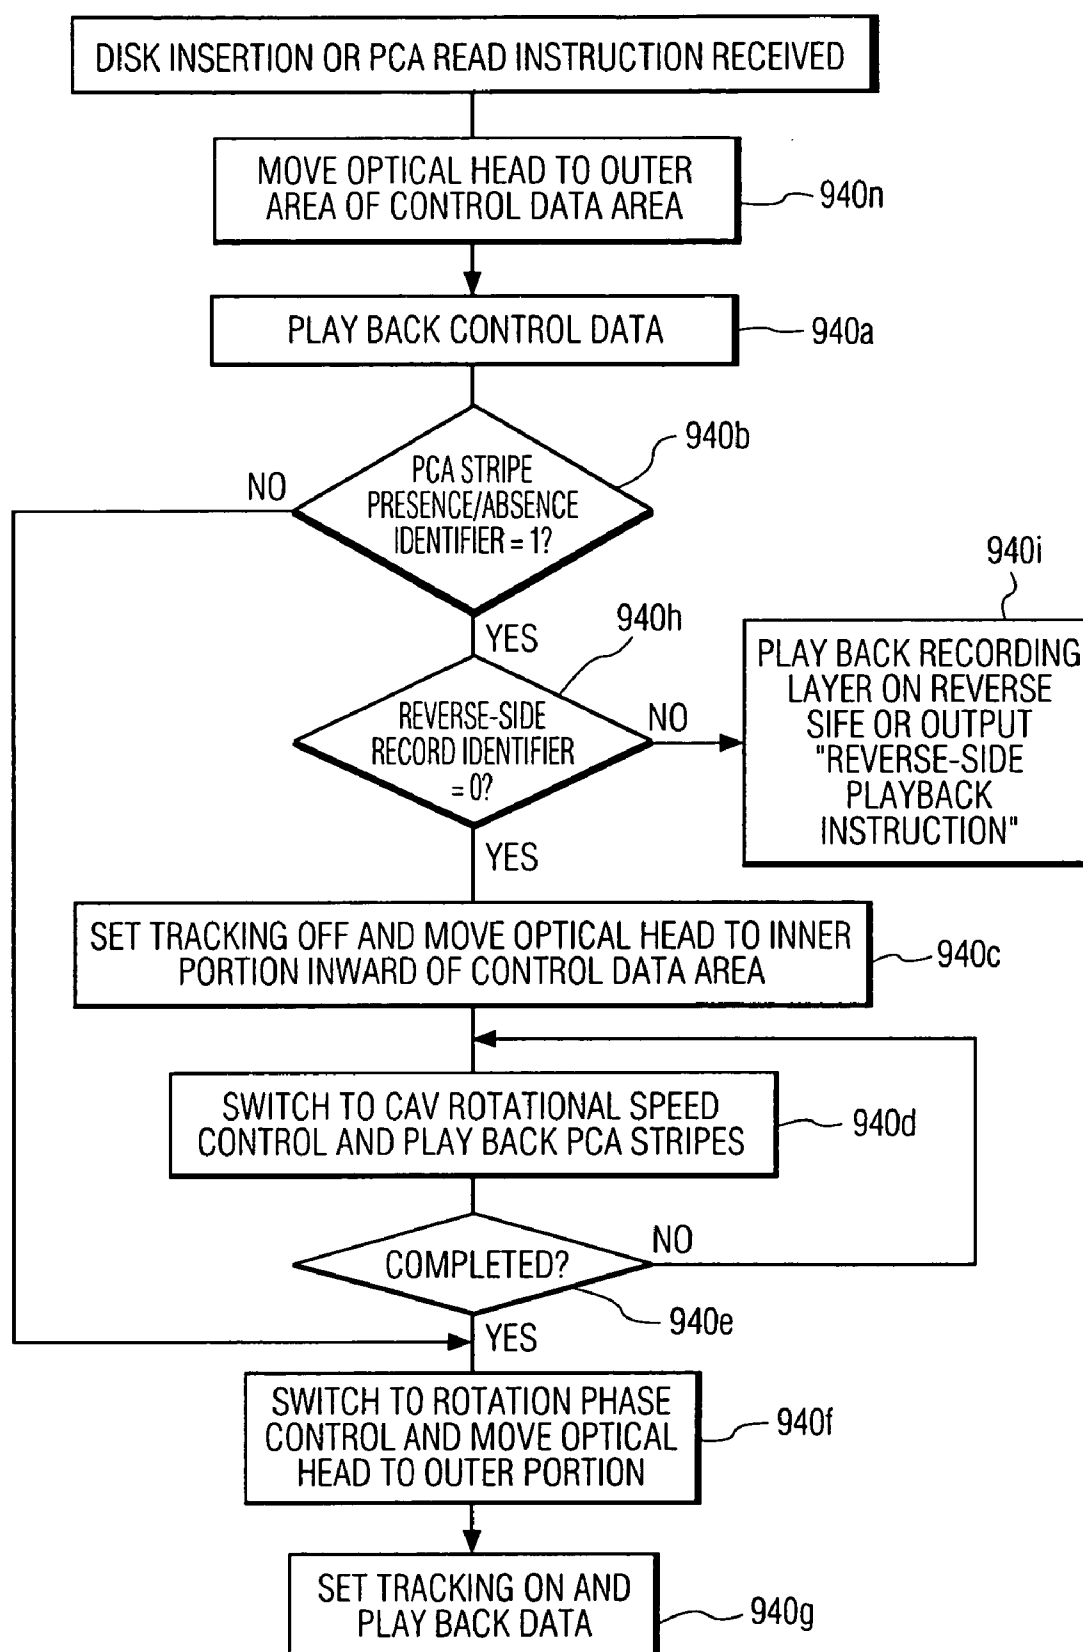 DISK INSERTION OR PCA READ INSTRUCTION RECEIVED
MOVE OPTICAL HEAD TO OUTER
AREA OF CONTROL DATA AREA
940n
PLAY BACK CONTROL DATA
940a
940b
PCA STRIPE
PRESENCE/ABSENCE
IDENTIFIER = 1?
NO
YES
940h
REVERSE-SIDE
RECORD IDENTIFIER
= 0?
NO
YES
940i
PLAY BACK RECORDING
LAYER ON REVERSE
SIFE OR OUTPUT
"REVERSE-SIDE
PLAYBACK
INSTRUCTION"
SET TRACKING OFF AND MOVE OPTICAL HEAD TO INNER
PORTION INWARD OF CONTROL DATA AREA
940c
SWITCH TO CAV ROTATIONAL SPEED
CONTROL AND PLAY BACK PCA STRIPES
940d
COMPLETED?
NO
940e
YES
SWITCH TO ROTATION PHASE
CONTROL AND MOVE OPTICAL
HEAD TO OUTER PORTION
940f
SET TRACKING ON AND
PLAY BACK DATA
940g